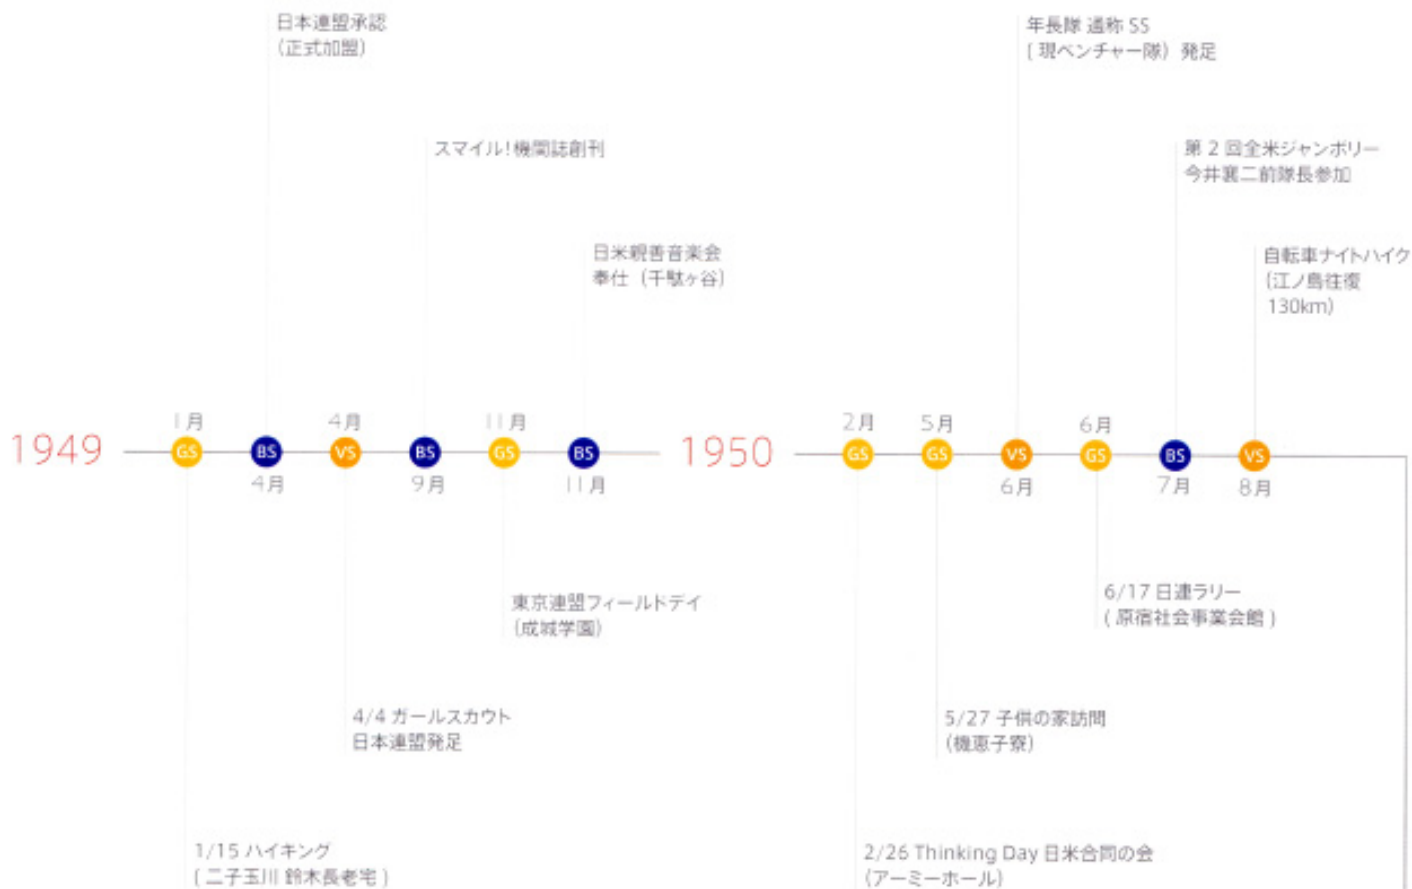 日本連盟承認
（正式加盟）
スマイル！機関誌創刊
日米親善音楽会
奉仕（千駄ヶ谷）
1949
1月
GS
BS
4月
4月
VS
BS
9月
11月
GS
BS
11月
1/15 ハイキング
( 二子玉川 鈴木長老宅 )
4/4 ガールスカウト
日本連盟発足
東京連盟フィールドデイ
（成城学園）
年長隊 通称 SS
( 現ベンチャー隊） 発足
第 2 回全米ジャンボリー
今井襄二前隊長参加
自転車ナイトハイク
（江ノ島往復
130km）
1950
2月
GS
5月
GS
VS
6月
6月
GS
BS
7月
VS
8月
2/26 Thinking Day 日米合同の会
（アーミーホール）
5/27 子供の家訪問
（機恵子寮）
6/17 日連ラリー
( 原宿社会事業会館 )